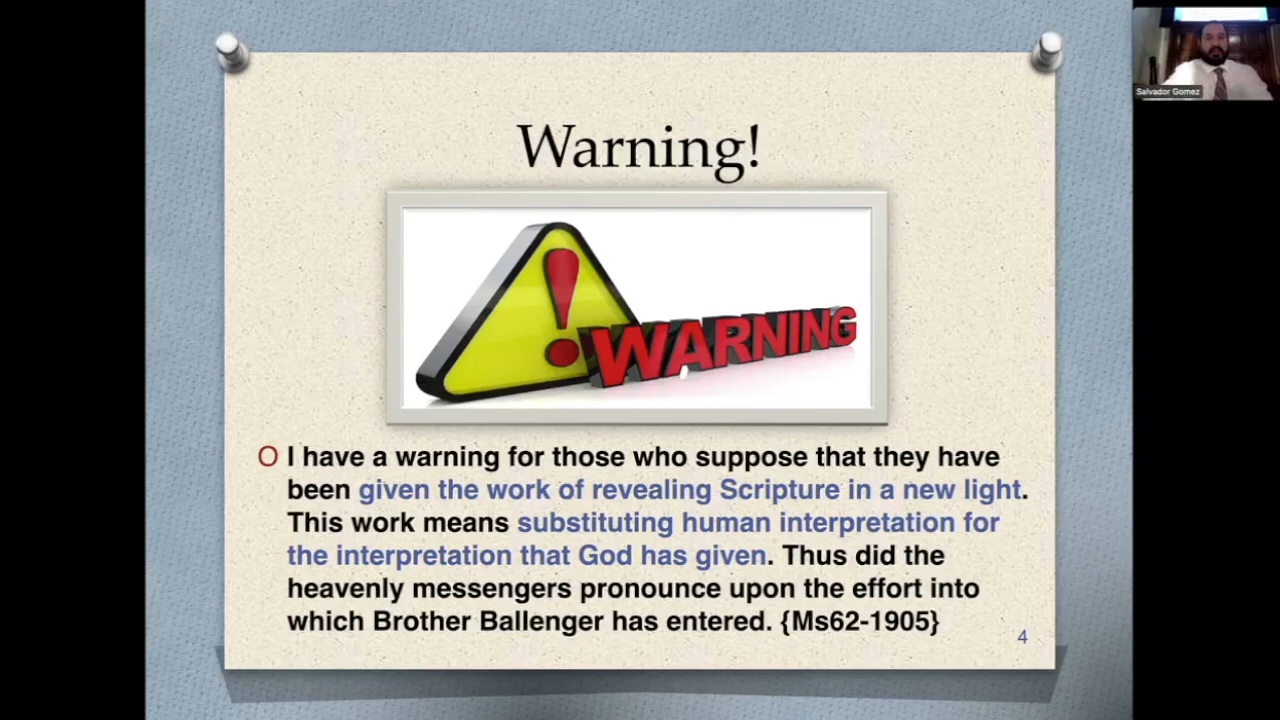 Salvador Gomez
Warning!
WARNING
I have a warning for those who suppose that they have
been given the work of revealing Scripture in a new light.
This work means substituting human interpretation for
the interpretation that God has given. Thus did the
heavenly messengers pronounce upon the effort into
which Brother Ballenger has entered. {Ms62-1905}
4